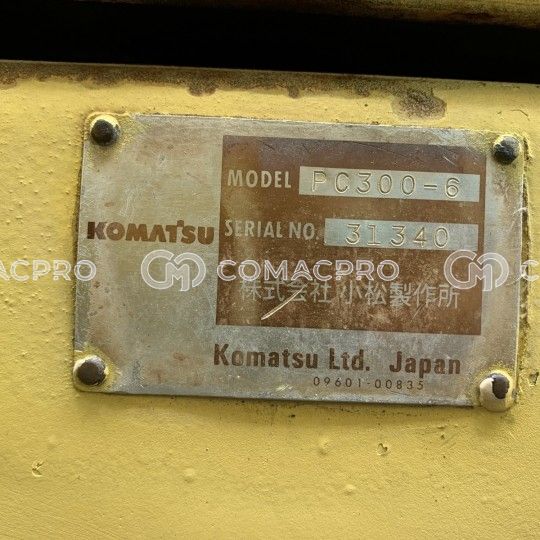 MODEL PC300-6
KOMATSU
SERIAL NO. 31340
COMACPRO
COMACPRO
株式会社 小松製作所
Komatsu Ltd. Japan
09601-00835